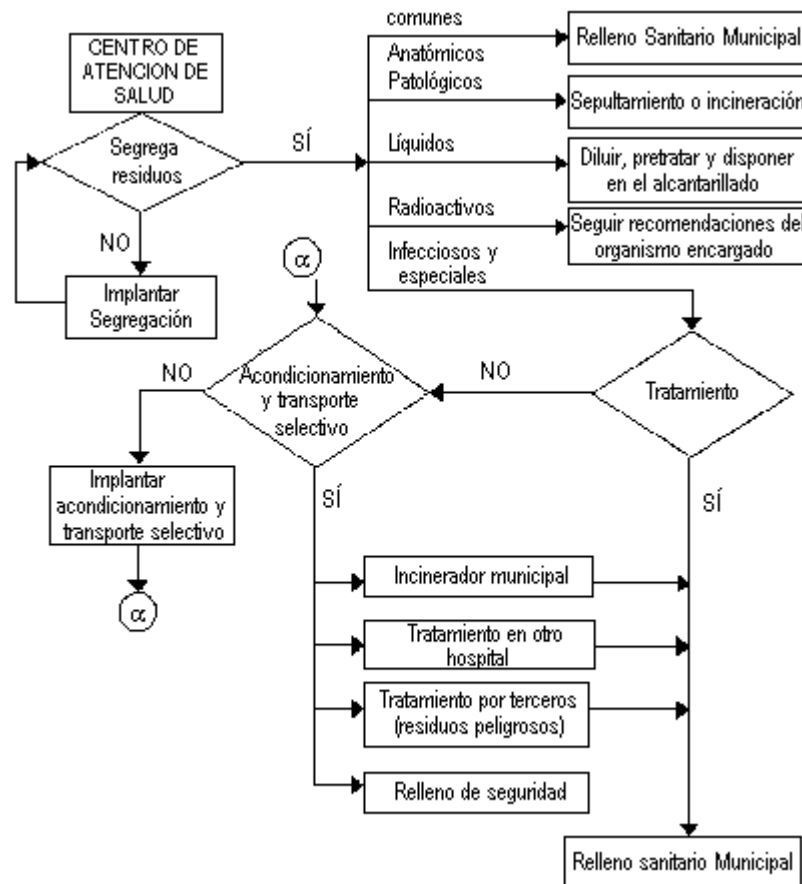 CENTRO DE
ATENCION DE
SALUD
Segrega
residuos
SÍ
NO
Implantar
Segregación
comunes
Relleno Sanitario Municipal
Anatómicos
Patológicos
Sepultamiento o incineración
Líquidos
Diluir, pretratar y disponer
en el alcantarillado
Radioactivos
Seguir recomendaciones del
organismo encargado
Infecciosos y
especiales
α
Acondicionamiento
y transporte
selectivo
NO
Tratamiento
NO
Implantar
acondicionamiento y
transporte selectivo
α
SÍ
SÍ
Incinerador municipal
Tratamiento en otro
hospital
Tratamiento por terceros
(residuos peligrosos)
Relleno de seguridad
Relleno sanitario Municipal